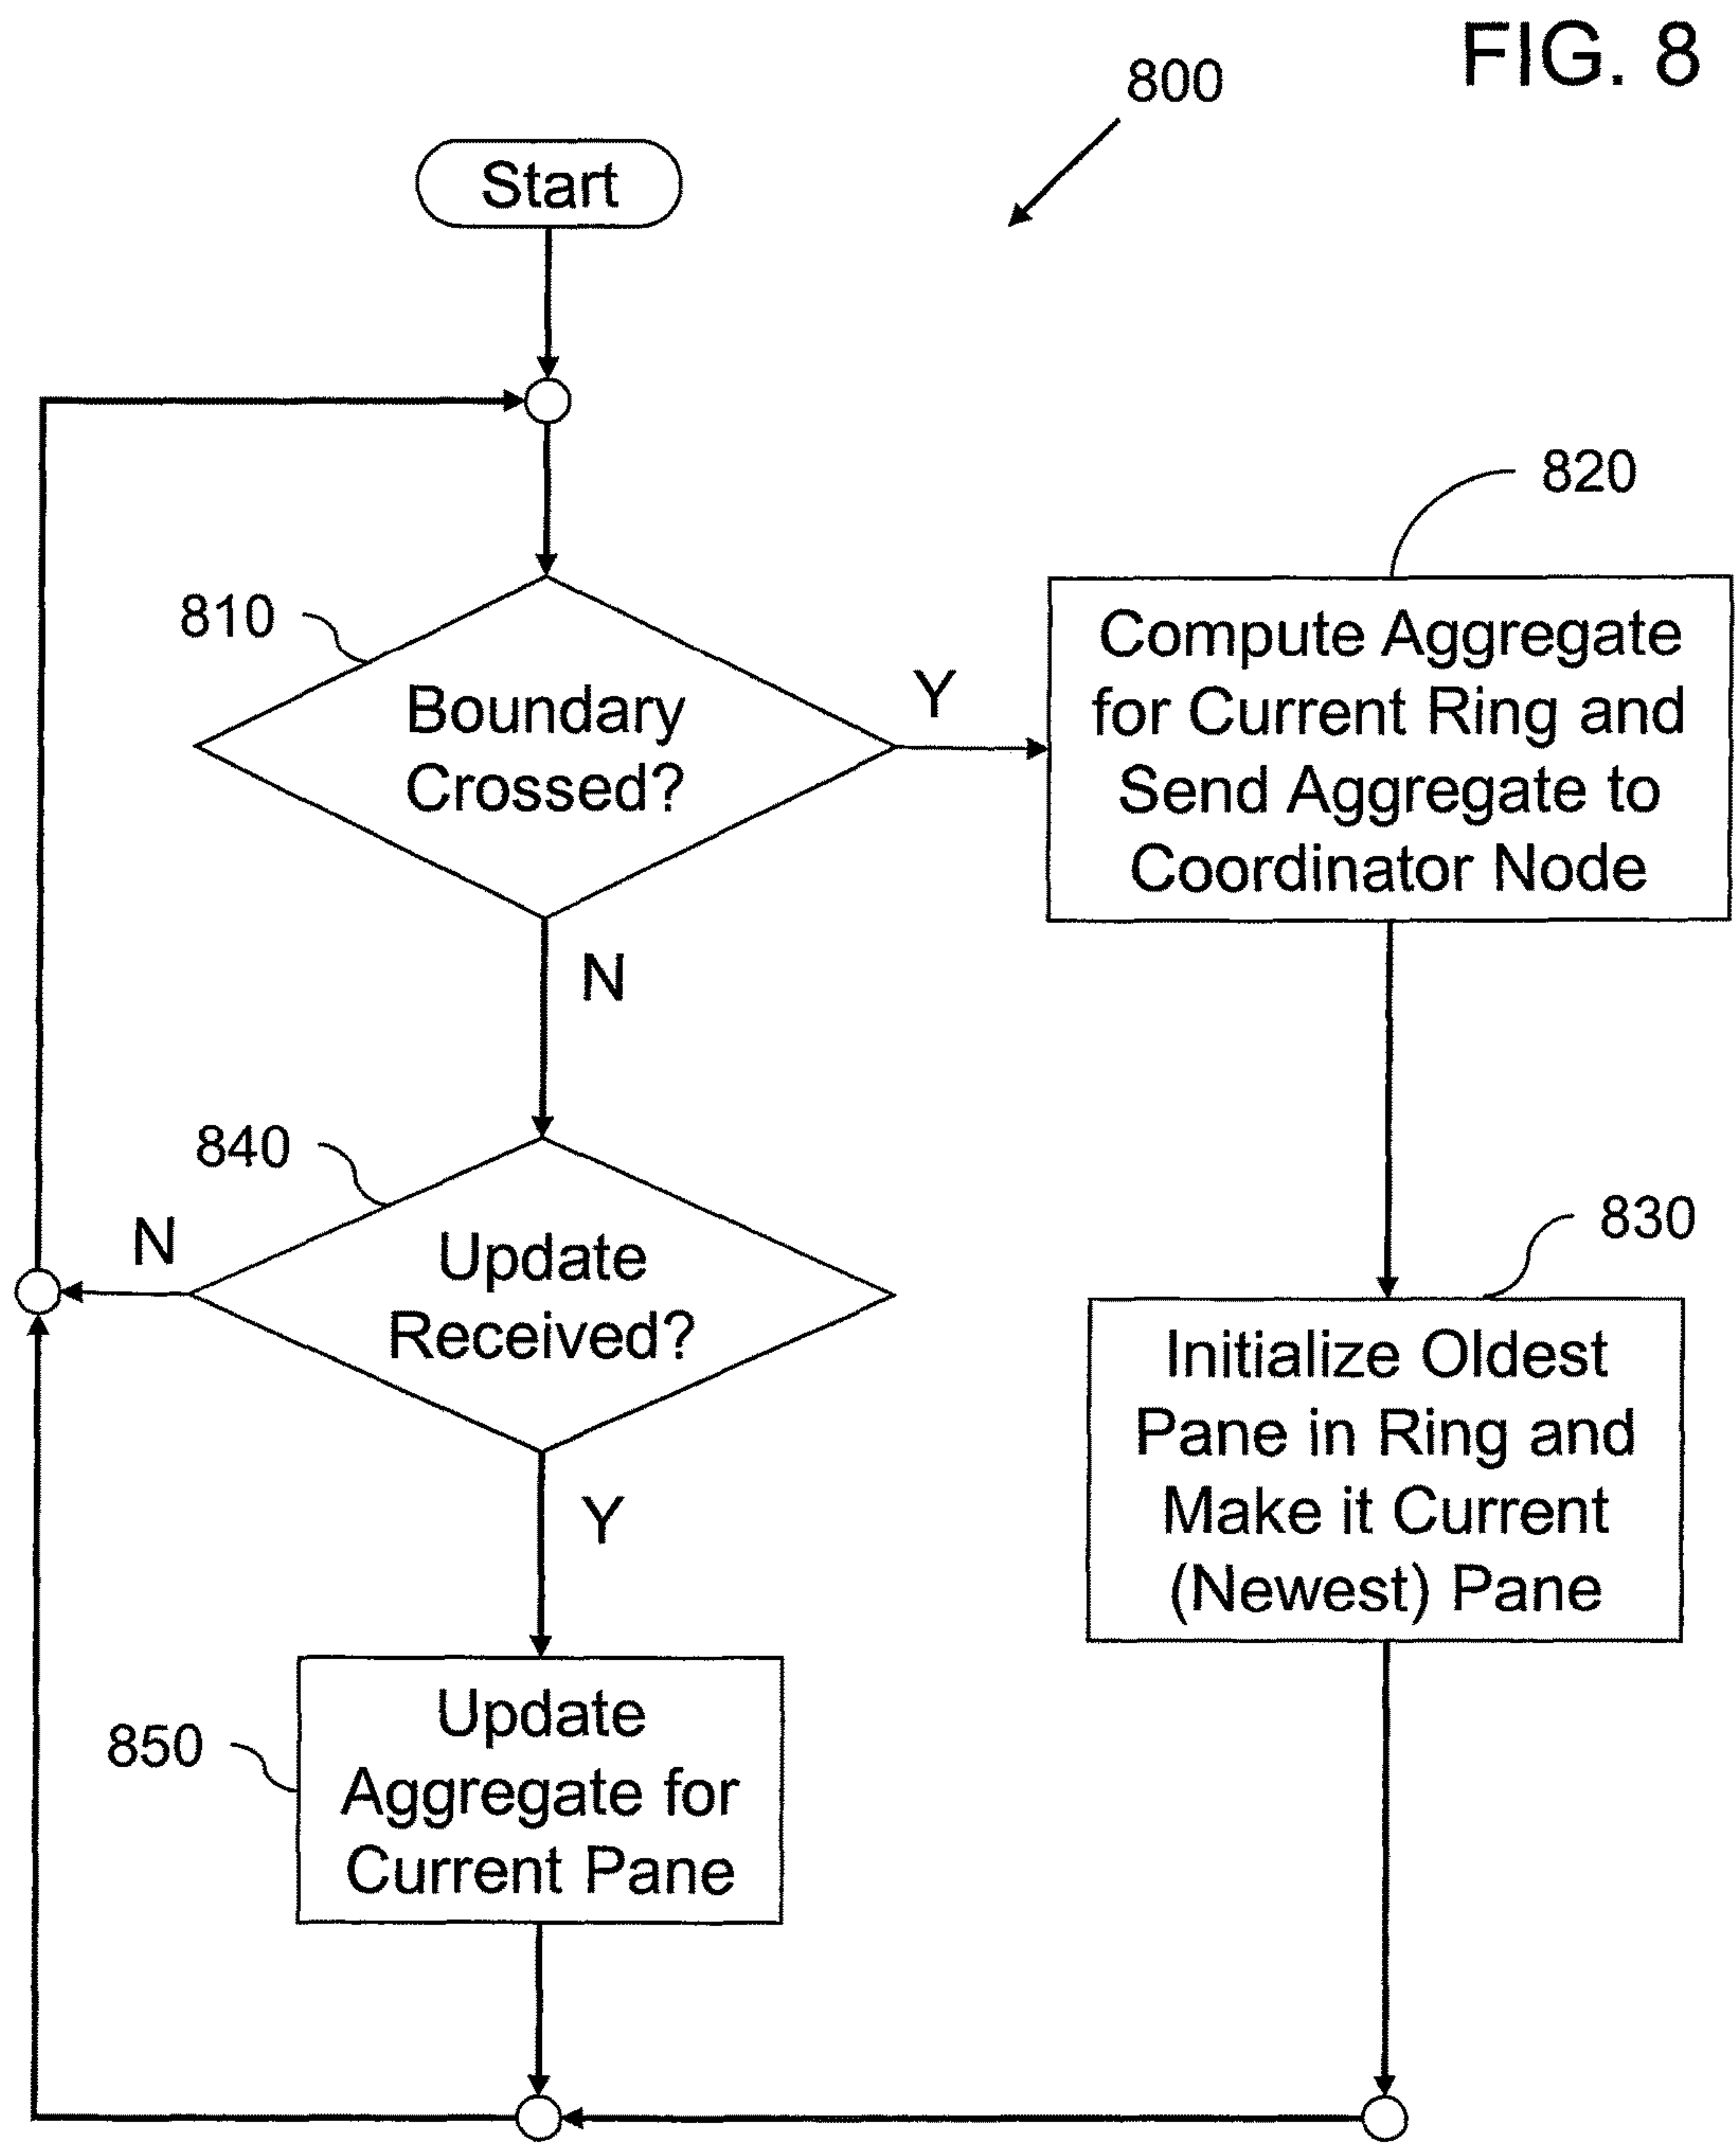 FIG. 8
800
Start
810
Boundary
Crossed?
Y
N
820
Compute Aggregate
for Current Ring and
Send Aggregate to
Coordinator Node
840
Update
Received?
N
Y
830
Initialize Oldest
Pane in Ring and
Make it Current
(Newest) Pane
850
Update
Aggregate for
Current Pane